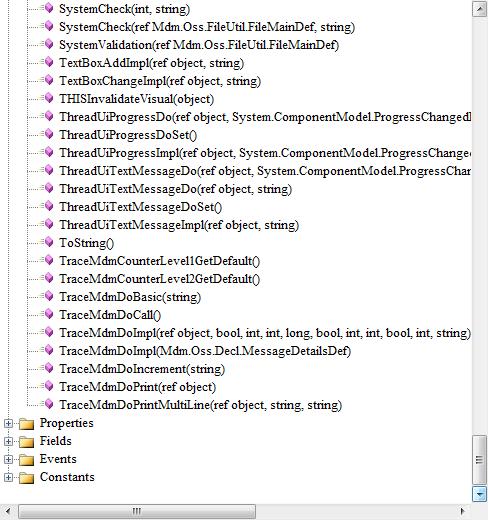 SystemCheck(int, string)
SystemCheck(ref Mdm.Oss.FileUtil.FileMainDef, string)
SystemValidation(ref Mdm.Oss.FileUtil.FileMainDef)
TextBoxAddImpl(ref object, string)
TextBoxChangeImpl(ref object, string)
THISInvalidateVisual(object)
ThreadUiProgressDo(ref object, System.ComponentModel.ProgressChangedE
ThreadUiProgressDoSet()
ThreadUiProgressImpl(ref object, System.ComponentModel.ProgressChanged
ThreadUiTextMessageDo(ref object, System.ComponentModel.ProgressChan
ThreadUiTextMessageDo(ref object, string)
ThreadUiTextMessageDoSet()
ThreadUiTextMessageImpl(ref object, string)
ToString()
TraceMdmCounterLevel1GetDefault()
TraceMdmCounterLevel2GetDefault()
TraceMdmDoBasic(string)
TraceMdmDoCall()
TraceMdmDoImpl(ref object, bool, int, int, long, bool, int, int, bool, int, string)
TraceMdmDoImpl(Mdm.Oss.Decl.MessageDetailsDef)
TraceMdmDoIncrement(string)
TraceMdmDoPrint(ref object)
TraceMdmDoPrintMultiLine(ref object, string, string)
Properties
Fields
Events
Constants